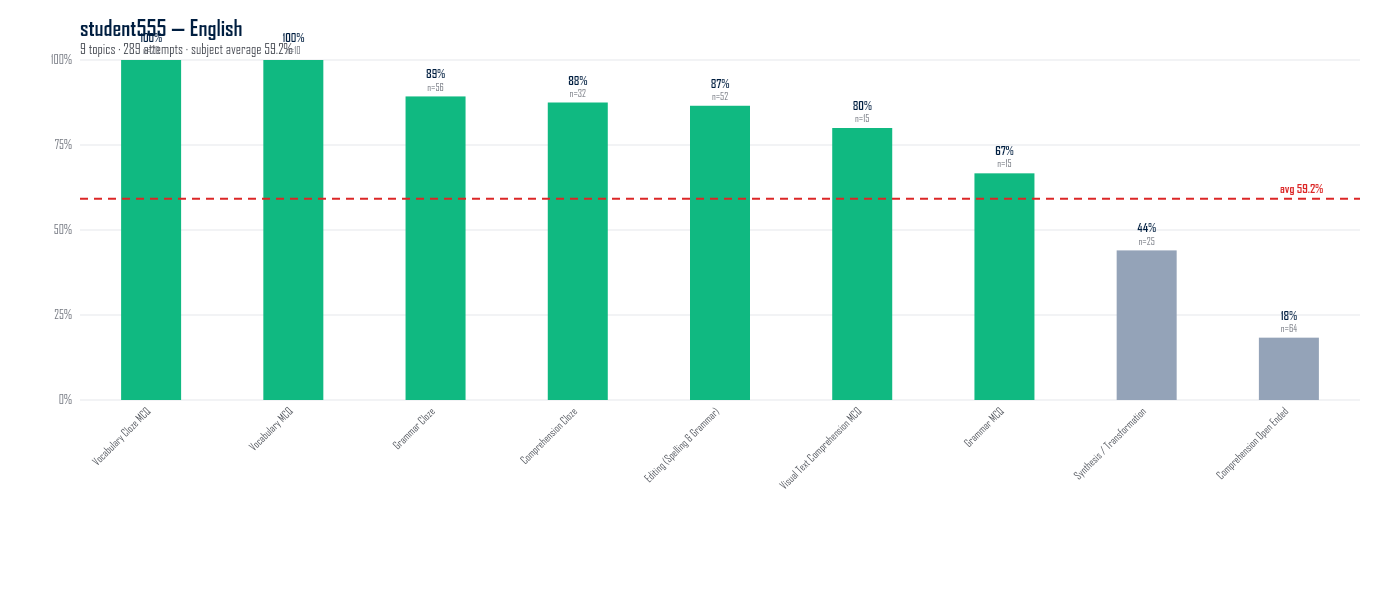 student555 — English
9 topics · 289 attempts · subject average 59.2%
100%
100%
89%
n=56
88%
n=32
87%
n=52
80%
n=15
67%
n=15
44%
n=25
18%
n=64
avg 59.2%
100%
75%
50%
25%
0%
Vocabulary Cloze MCQ
Vocabulary MCQ
Grammar Cloze
Comprehension Cloze
Editing (Spelling & Grammar)
Visual Text Comprehension MCQ
Grammar MCQ
Synthesis / Transformation
Comprehension Open Ended